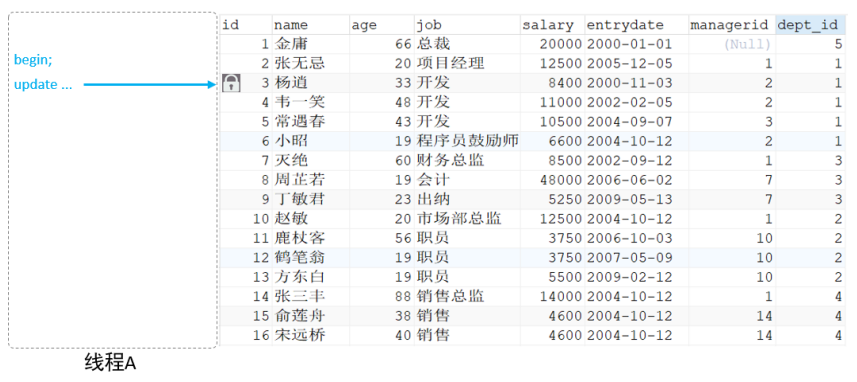 id name age job salary entrydate managerid dept_id
1 金庸 66 总裁 20000 2000-01-01 (Null) 5
begin;
2 张无忌 20 项目经理 12500 2005-12-05 1 1
update ...
3 杨逍 33 开发 8400 2000-11-03 2 1
4 韦一笑 48 开发 11000 2002-02-05 2 1
5 常遇春 43 开发 10500 2004-09-07 3 1
6 小昭 19 程序员鼓励师 6600 2004-10-12 2 1
7 灭绝 60 财务总监 8500 2002-09-12 1 3
8 周芷若 19 会计 48000 2006-06-02 7 3
9 丁敏君 23 出纳 5250 2009-05-13 7 3
10 赵敏 20 市场部总监 12500 2004-10-12 1 2
11 鹿杖客 56 职员 3750 2006-10-03 10 2
12 鹤笔翁 19 职员 3750 2007-05-09 10 2
13 方东白 19 职员 5500 2009-02-12 10 2
14 张三丰 88 销售总监 14000 2004-10-12 1 4
15 俞莲舟 38 销售 4600 2004-10-12 14 4
16 宋远桥 40 销售 4600 2004-10-12 14 4
线程A